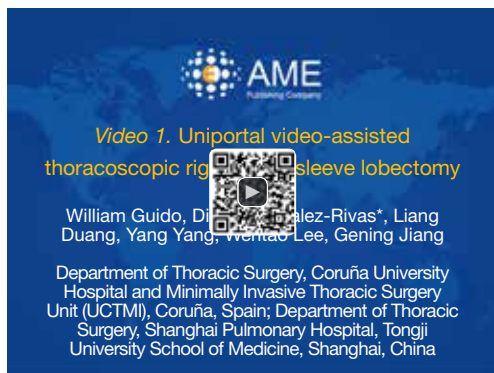 AME
Publishing Company
Video 1. Uniportal video-assisted
thoracoscopic sleeve lobectomy
William Guido, alez-Rivas*, Liang
Duang, Yang Yang, Wentao Lee, Gening Jiang
Department of Thoracic Surgery, Coruña University
Hospital and Minimally Invasive Thoracic Surgery
Unit (UCTMI), Coruña, Spain; Department of Thoracic
Surgery, Shanghai Pulmonary Hospital, Tongji
University School of Medicine, Shanghai, China